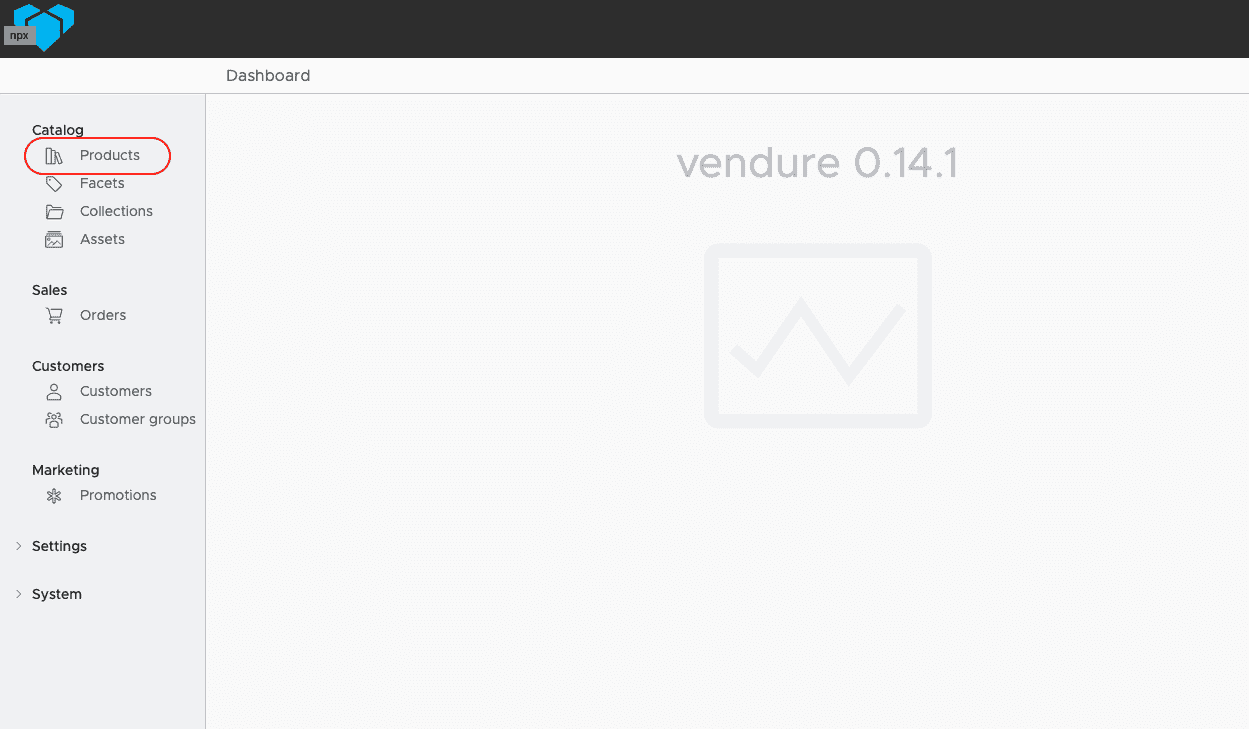 npx
Dashboard
Catalog
Products
Facets
Collections
Assets
Sales
Orders
Customers
Customers
Customer groups
Marketing
Promotions
Settings
System
vendure 0.14.1